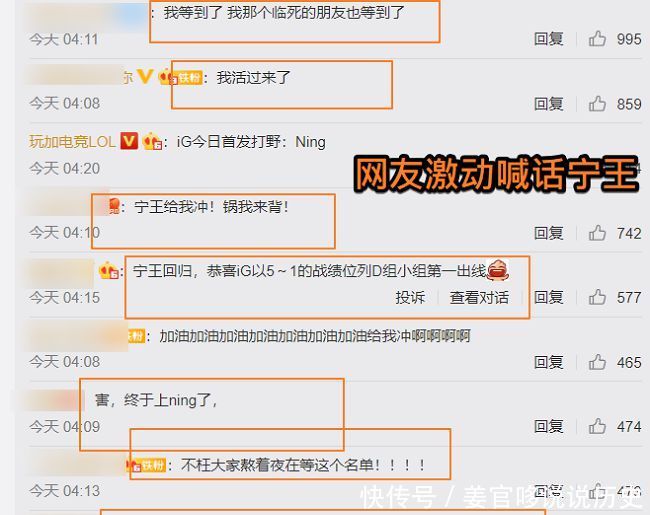 我等到了 我那个临死的朋友也等到了
今天 04:11 回复 995
你 V 铁粉：我活过来了
今天 04:08 回复 859
玩加电竞LOL V ：iG今日首发打野：Ning
今天 04:20
网友激动喊话宁王
：宁王给我冲！锅我来背！
今天 04:10 回复 742
：宁王回归，恭喜iG以5～1的战绩位列D组小组第一出线
今天 04:15 投诉 查看对话 回复 577
铁粉：加油加油加油加油加油加油加油给我冲啊啊啊啊
今天 04:08 回复 465
害，终于上ning了，
今天 04:09 回复 474
铁粉：不枉大家熬着夜在等这个名单！！！！
今天 04:13 回复
快传号 / 姜官哆说说历史